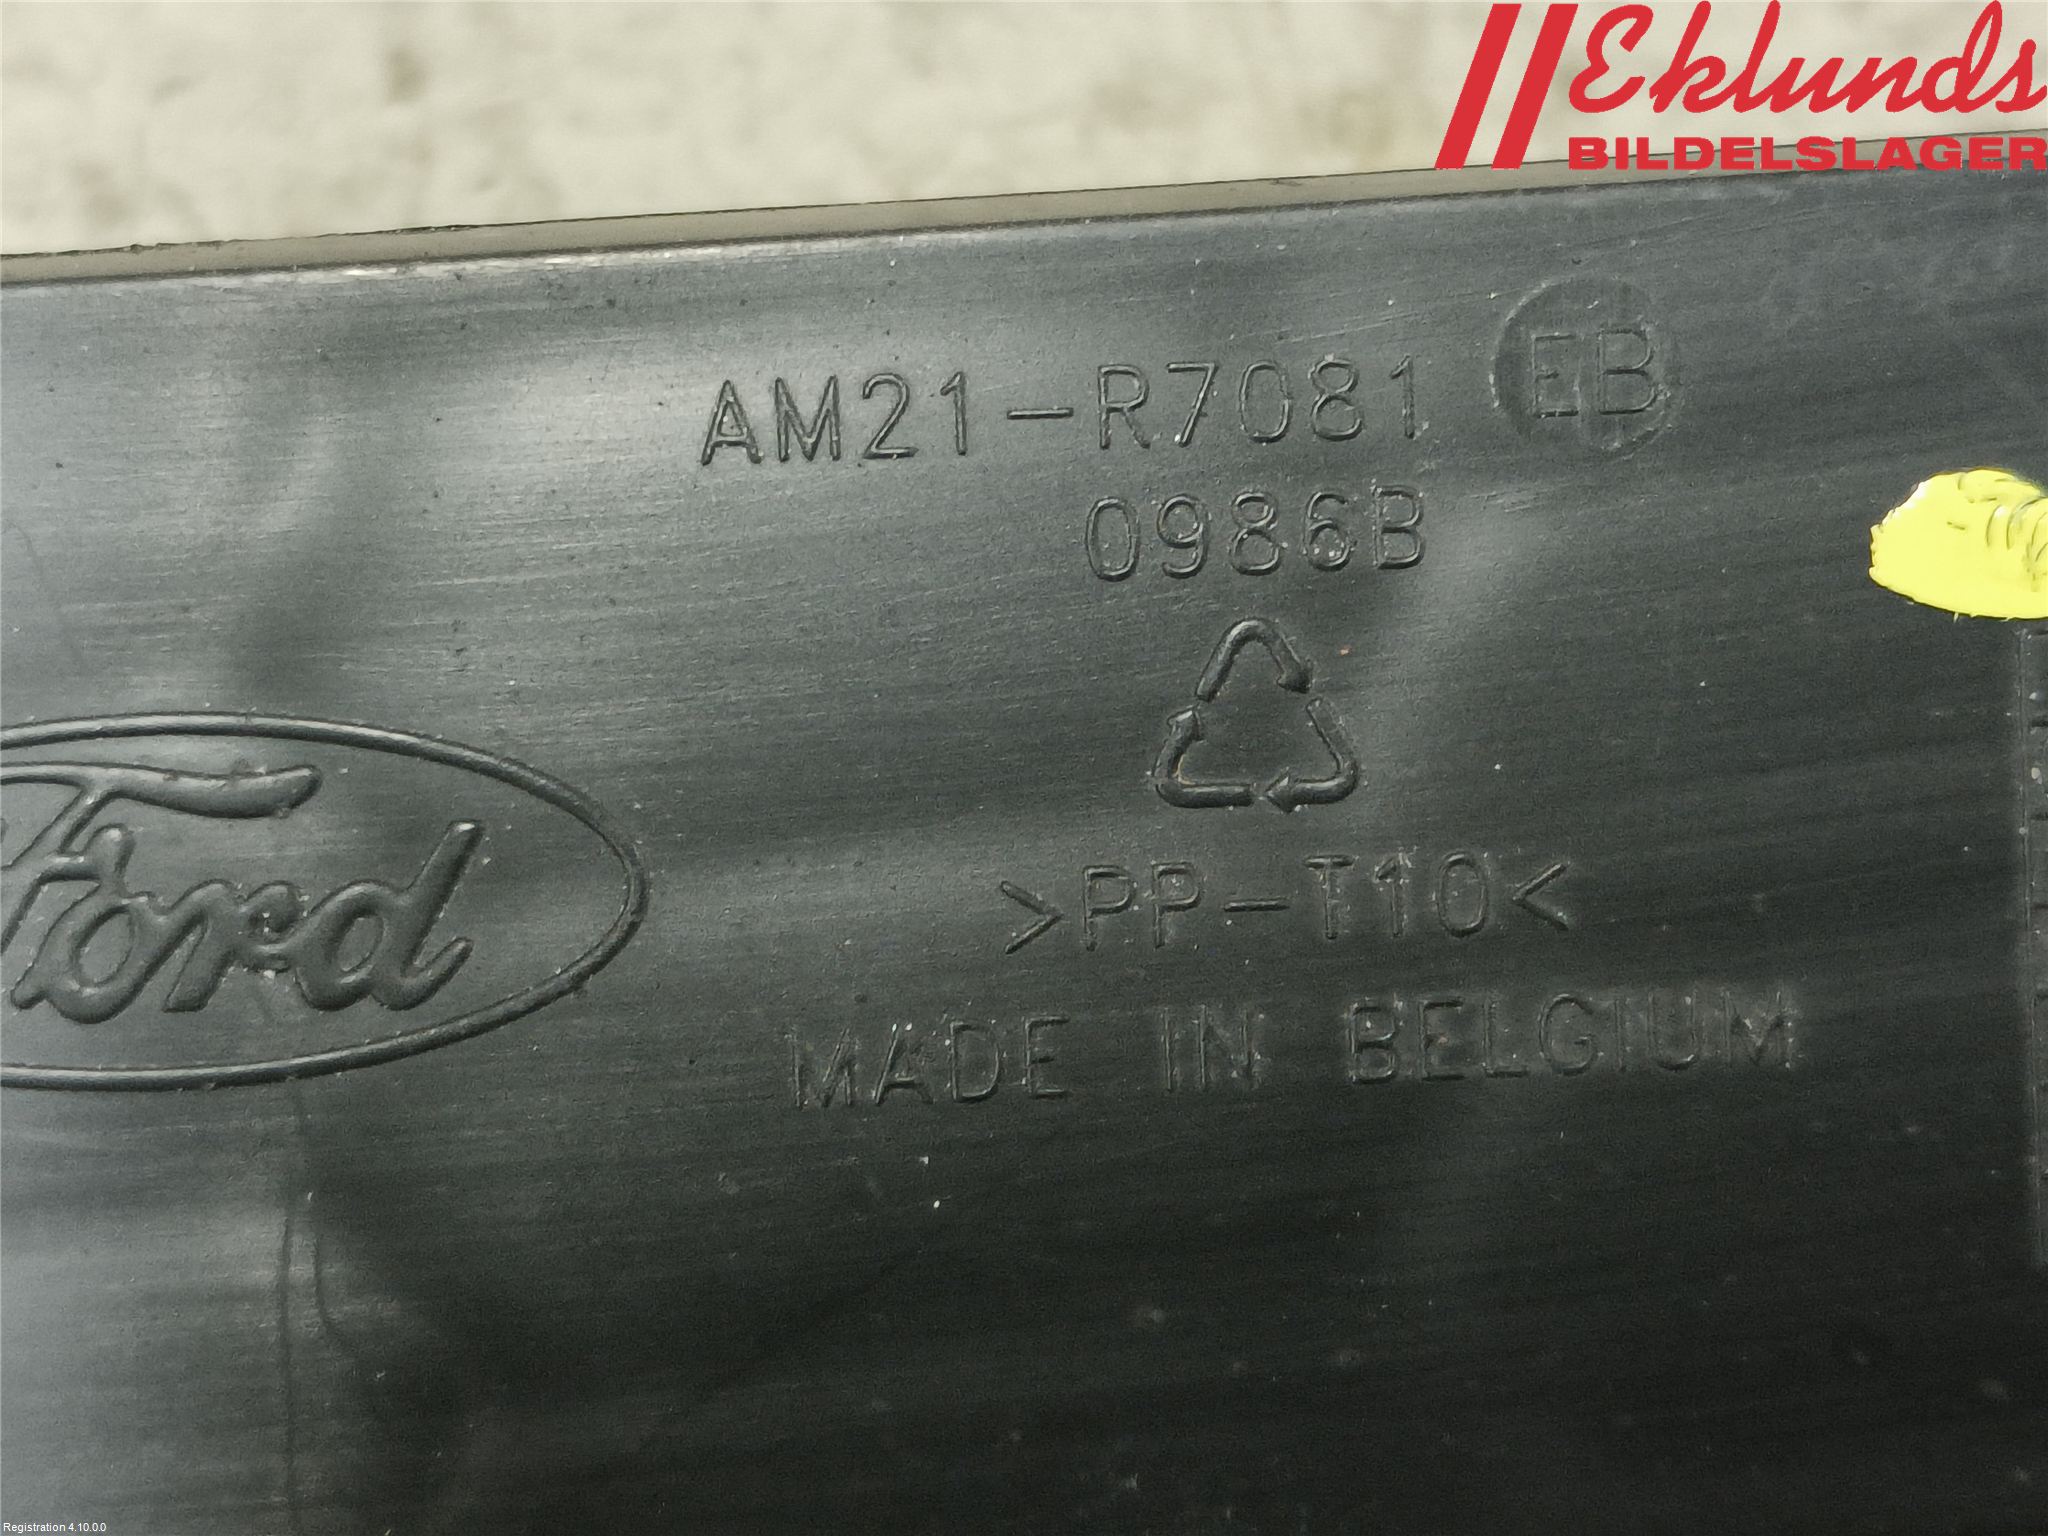 Eklunds
BILDELSLAGER
AM21-R7081 EB
0986B
Ford
>PP-T10<
MADE IN BELGIUM
Registration 4.10.0.0